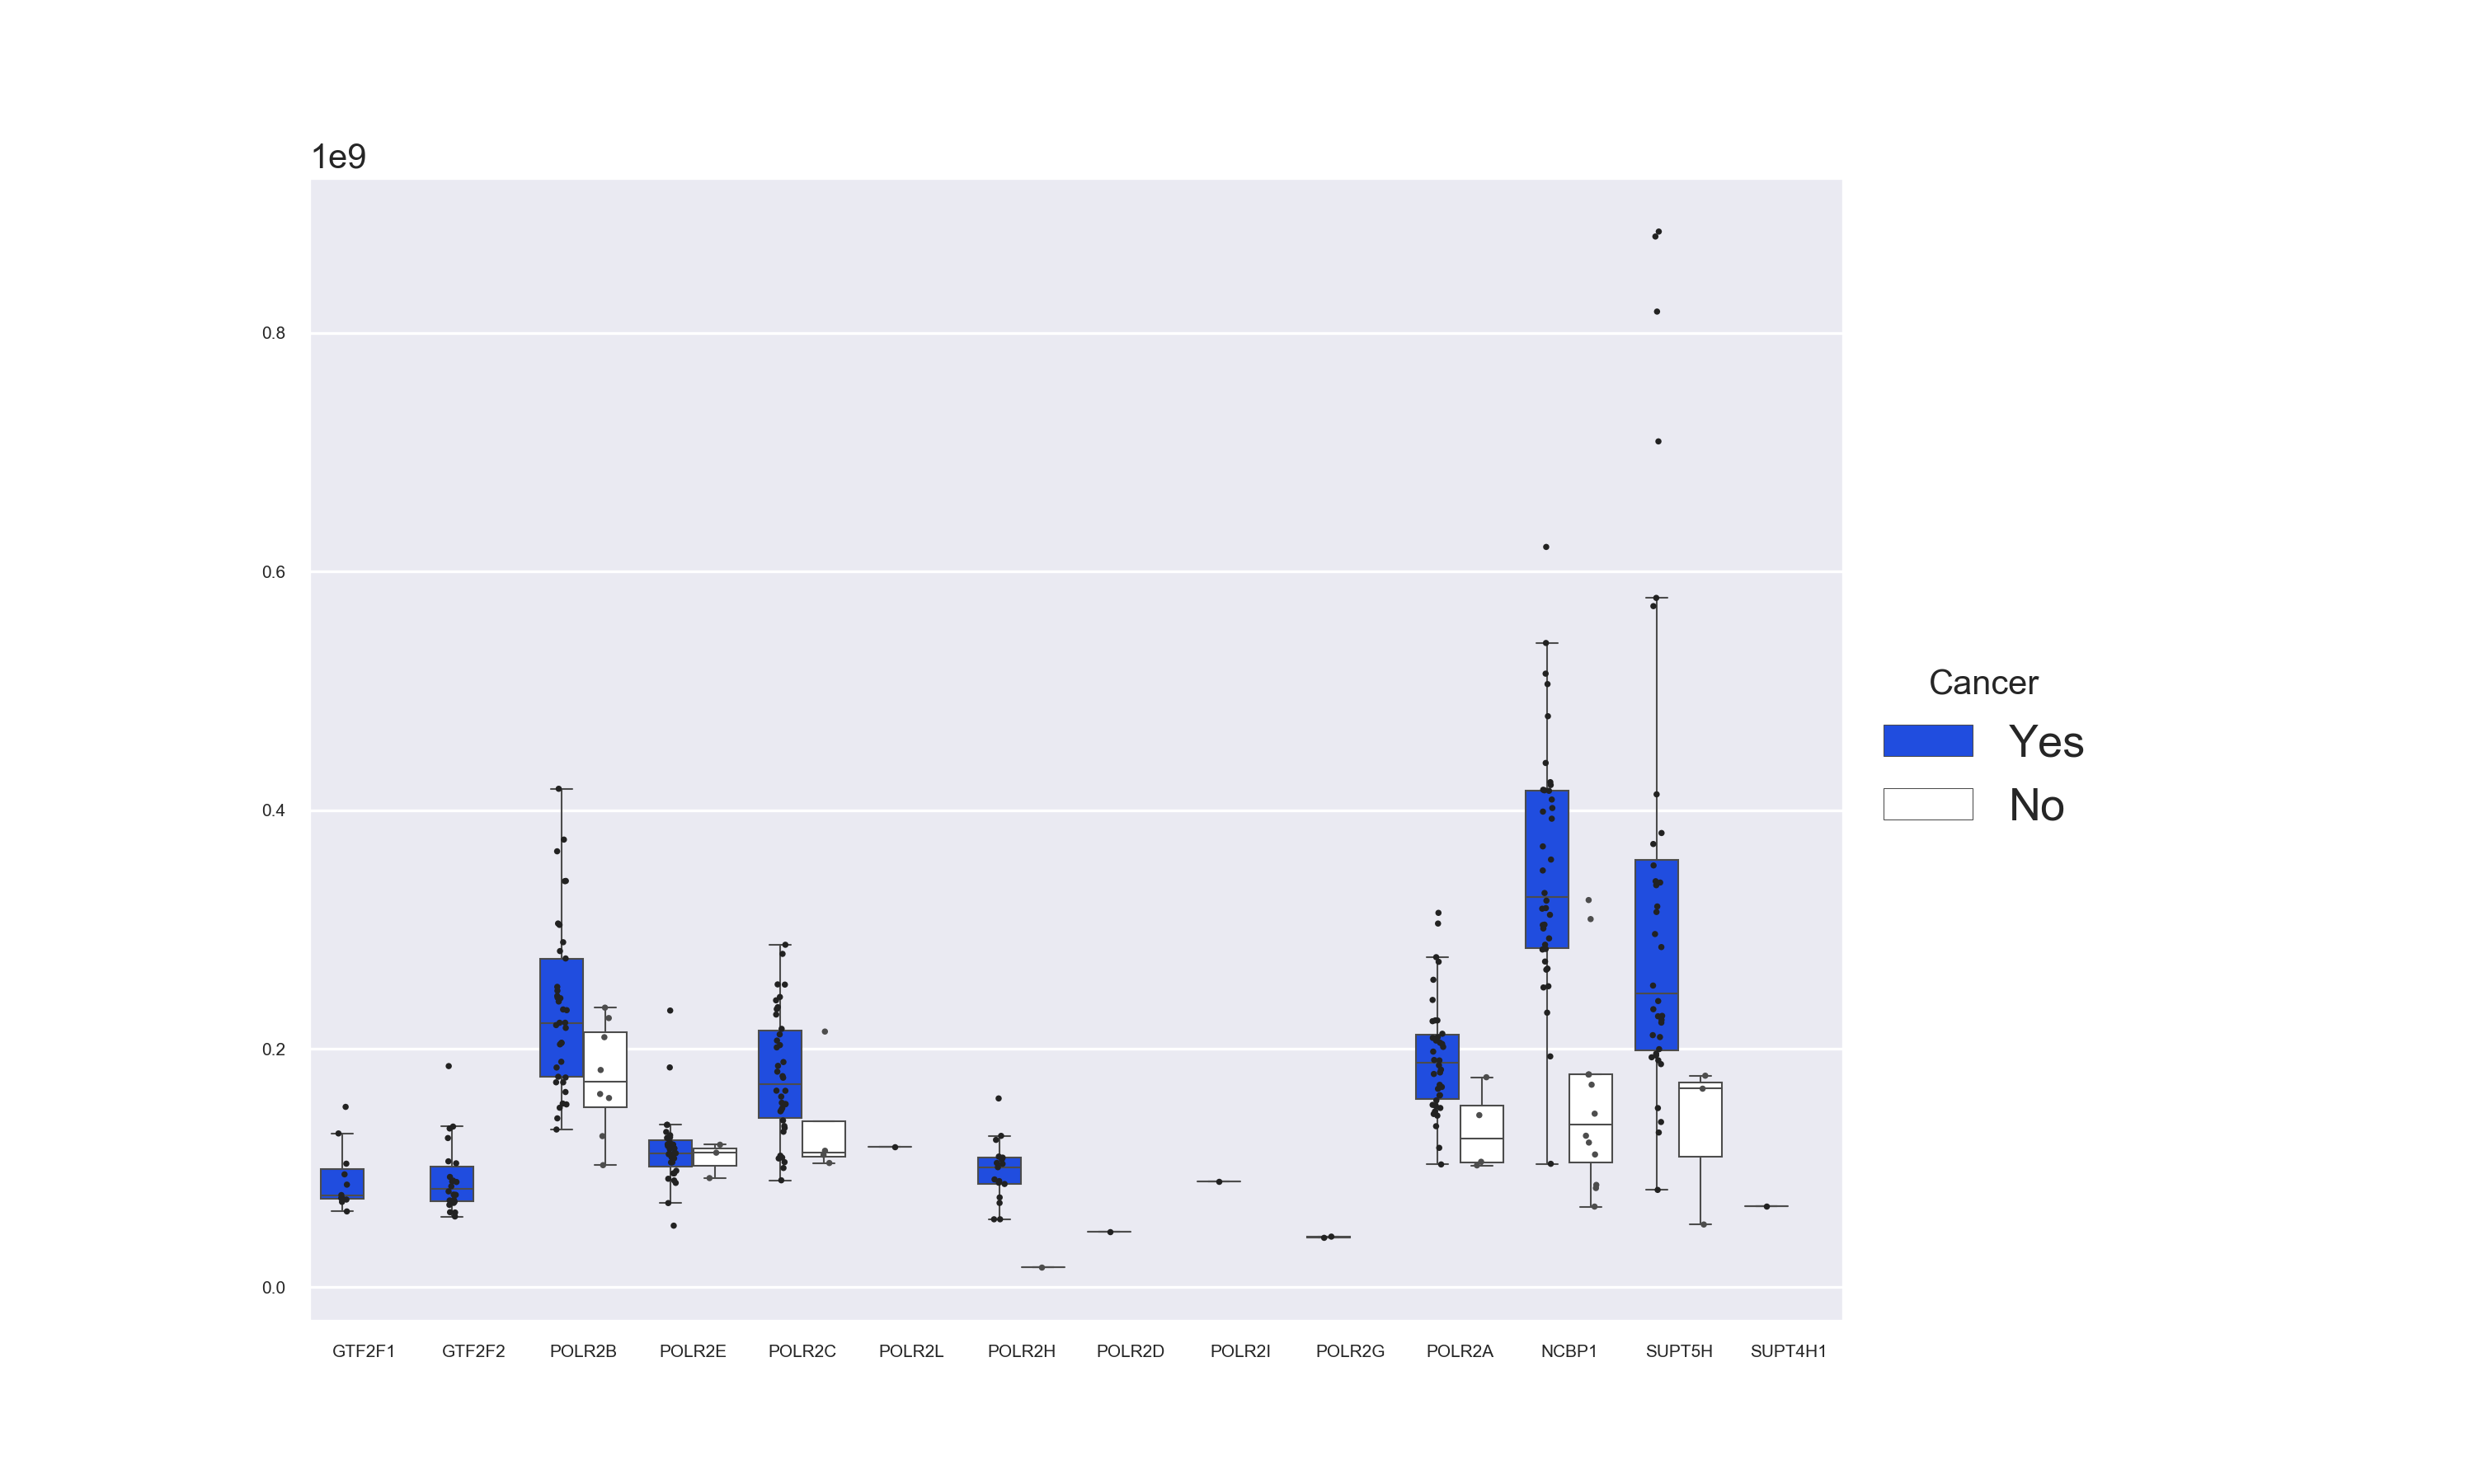 1e9
0.8
0.6
0.4
0.2
0.0
GTF2F1 GTF2F2 POLR2B POLR2E POLR2C POLR2L POLR2H POLR2D POLR2I POLR2G POLR2A NCBP1 SUPT5H SUPT4H1
Cancer
Yes
No